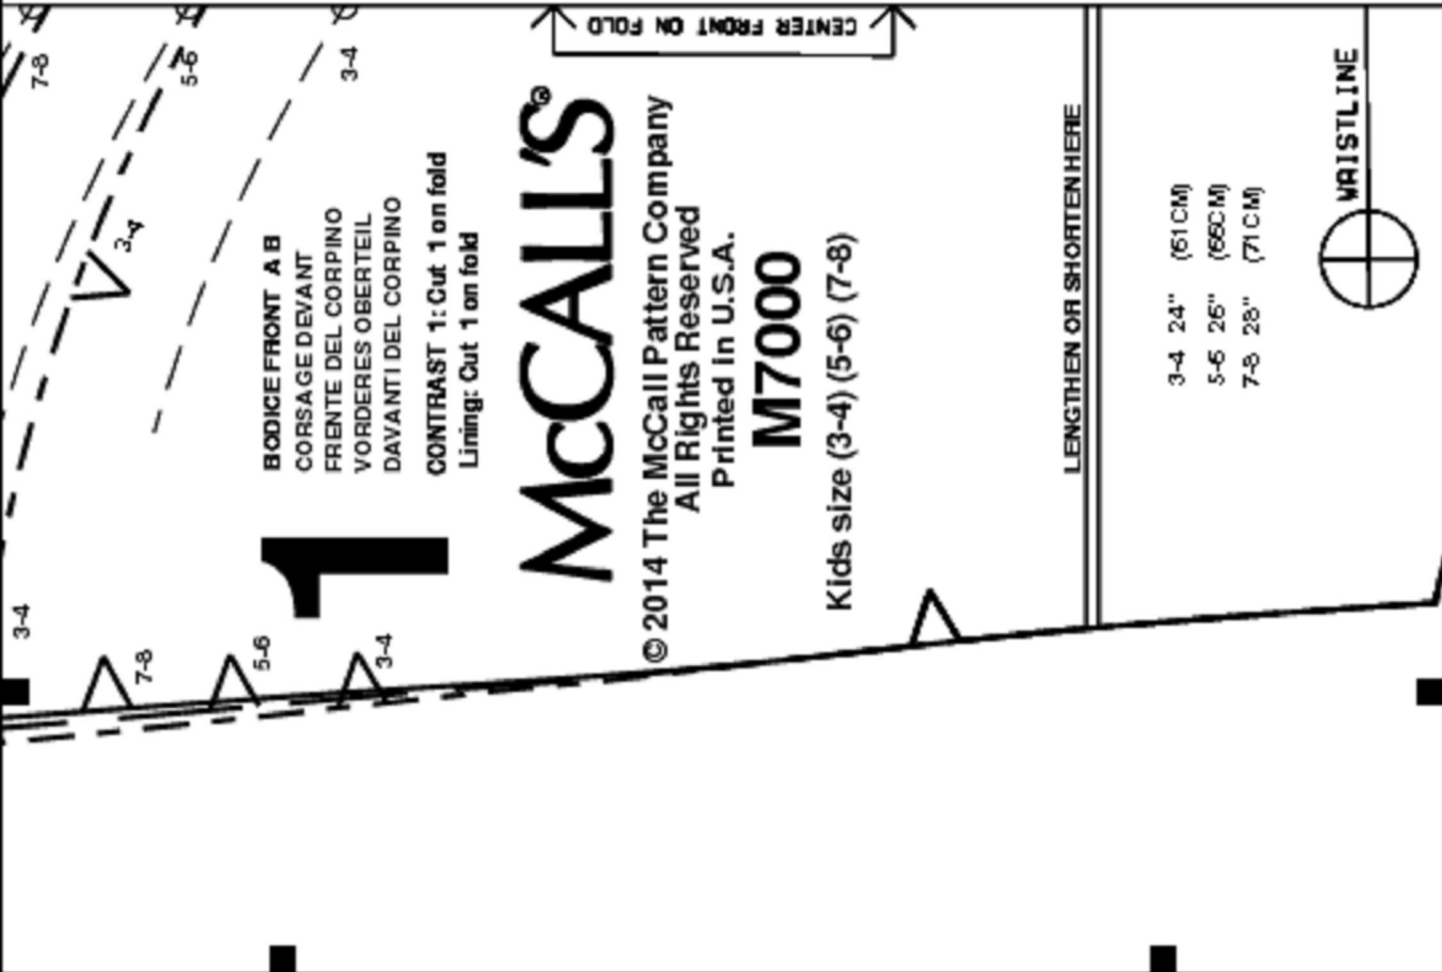 7-8
5-6
3-4
3-4
CENTER FRONT ON FOLD
1
BODICE FRONT A B
CORSAGE DEVANT
FRENTE DEL CORPINO
VORDERES OBERTEIL
DAVANTI DEL CORPINO
CONTRAST 1: Cut 1 on fold
Lining: Cut 1 on fold
McCALL'S®
© 2014 The McCall Pattern Company
All Rights Reserved
Printed in U.S.A.
M7000
Kids size (3-4) (5-6) (7-8)
LENGTHEN OR SHORTEN HERE
3-4 24" (61CM)
5-6 26" (66CM)
7-8 28" (71CM)
WAISTLINE
3-4
7-8
5-6
3-4